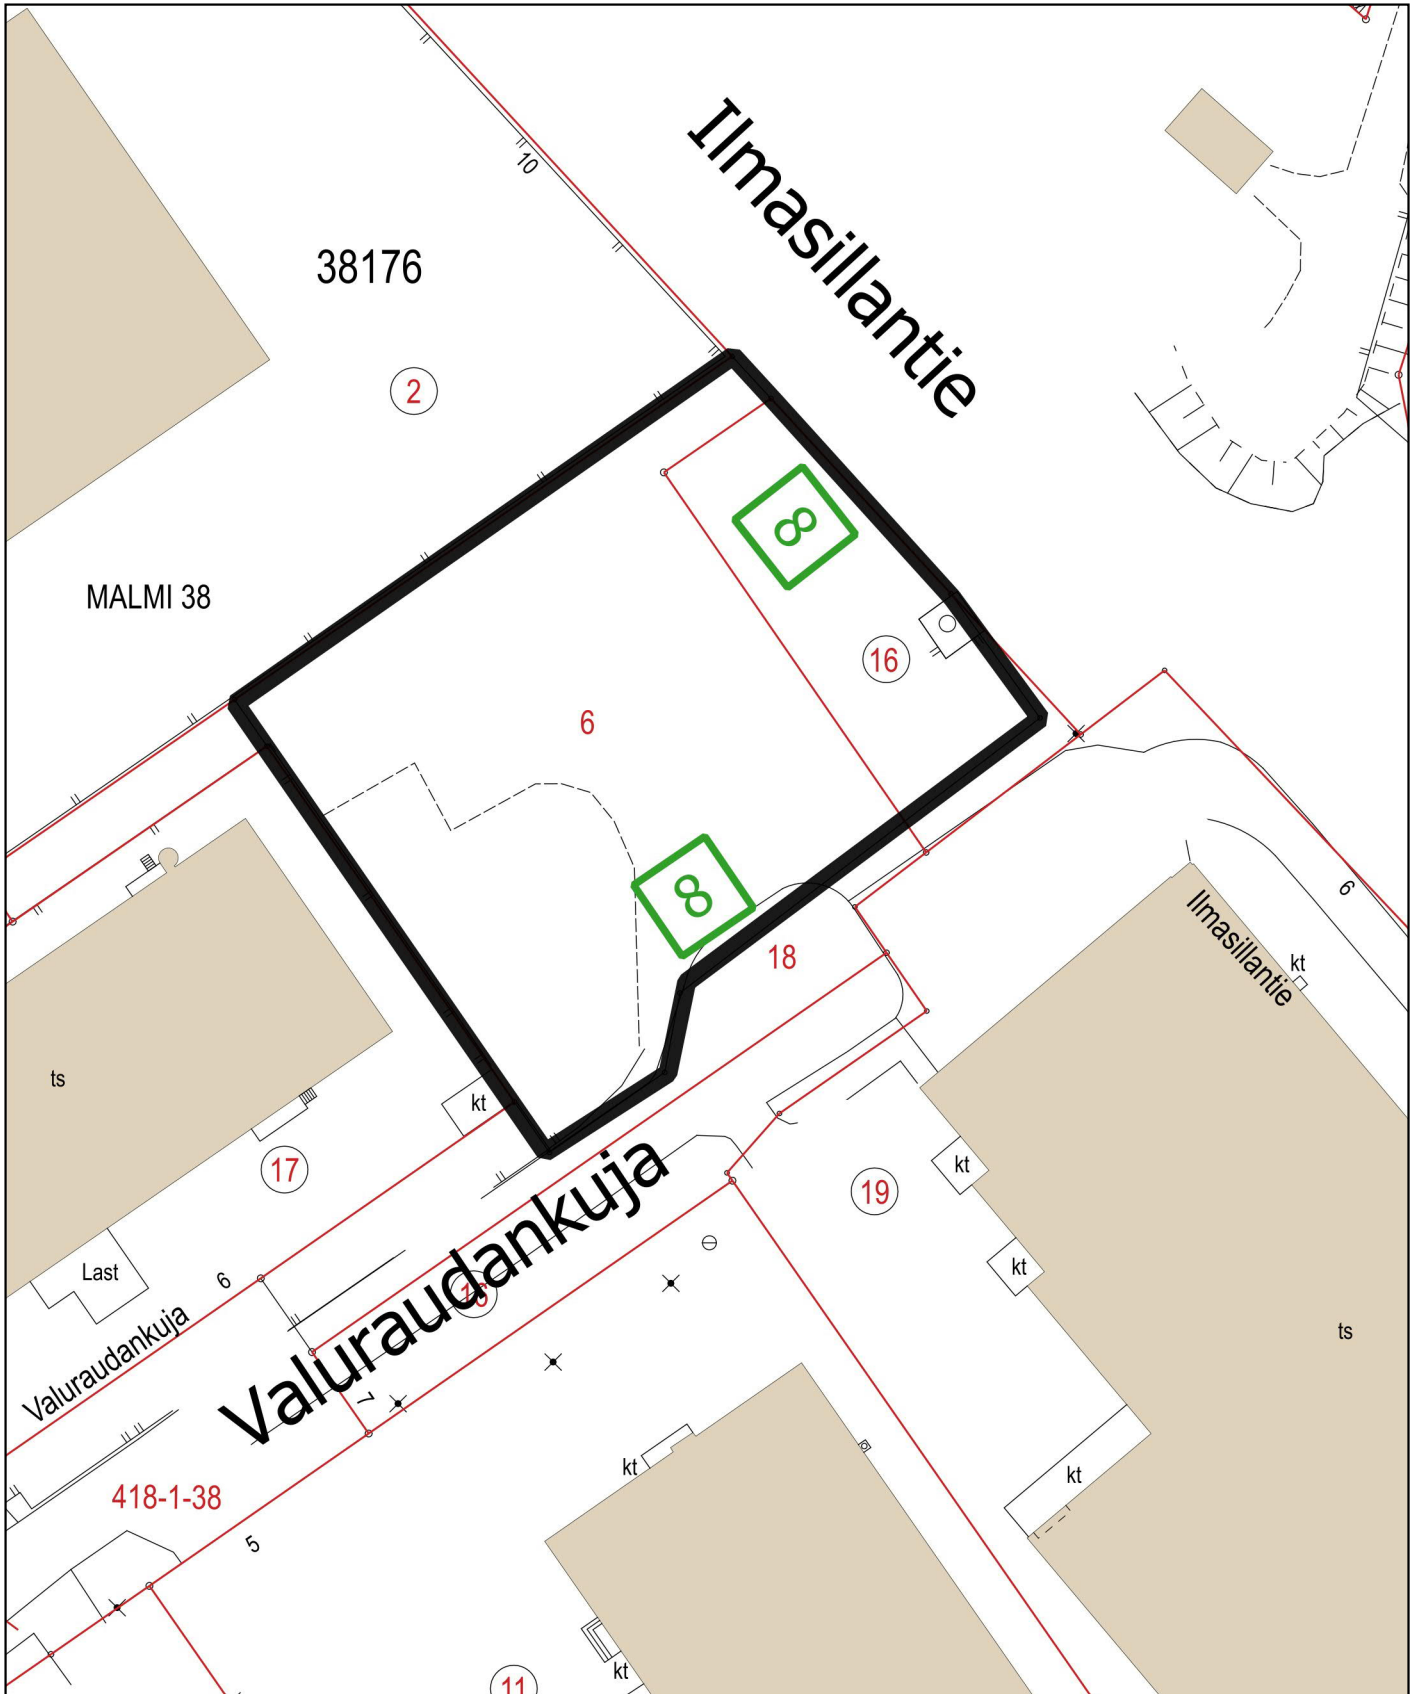 10
Ilmasillantie
38176
2
MALMI 38
8
16
6
8
18
6
Ilmasillantie
kt
ts
kt
17
kt
19
Last
6
kt
ts
16
Valuraudankuja
Valuraudankuja
7
kt
kt
418-1-38
5
kt
11